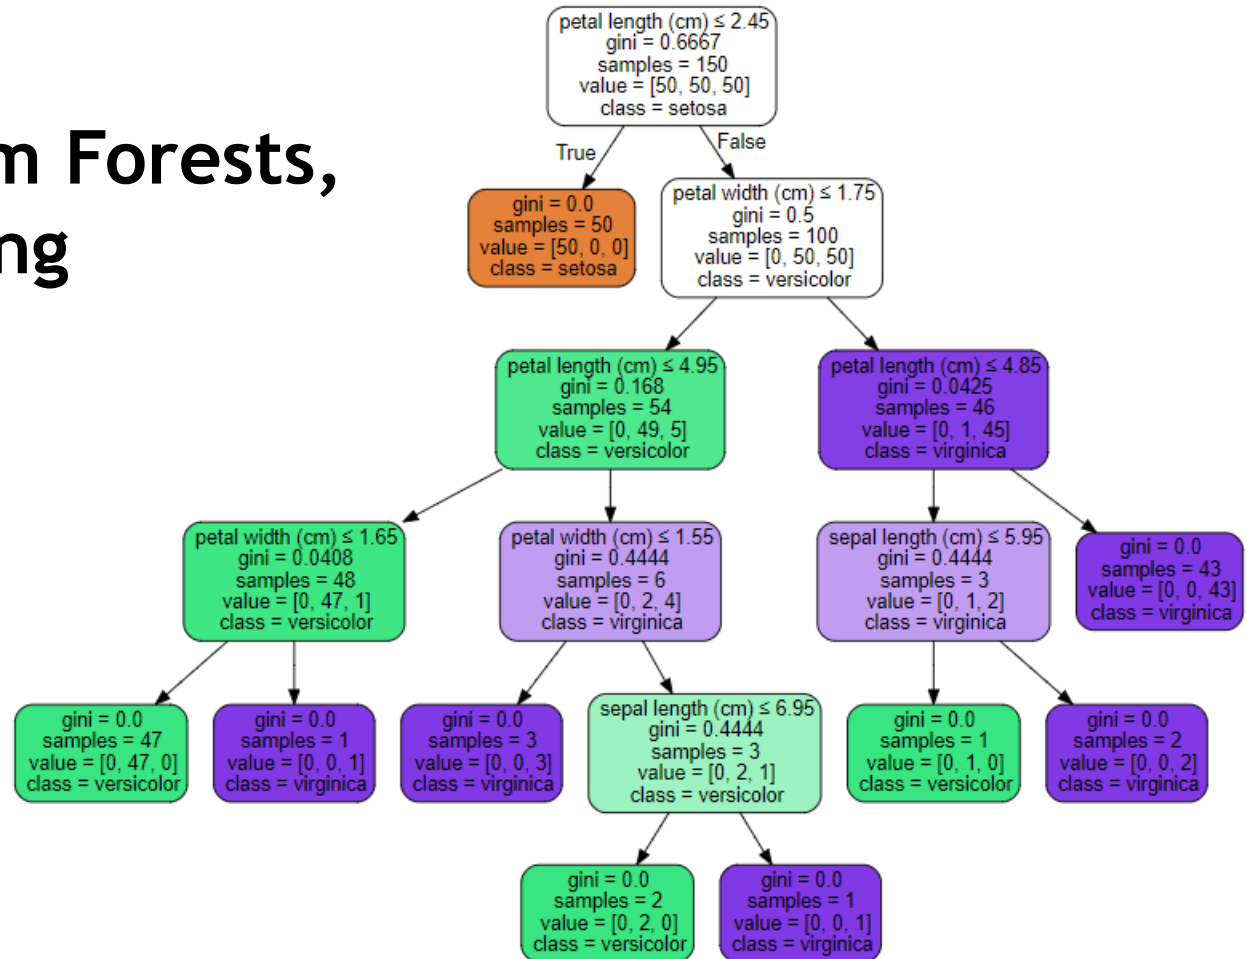 m Forests,
ng
petal length (cm) ≤ 2.45
gini = 0.6667
samples = 150
value = [50, 50, 50]
class = setosa
True
False
gini = 0.0
samples = 50
value = [50, 0, 0]
class = setosa
petal width (cm) ≤ 1.75
gini = 0.5
samples = 100
value = [0, 50, 50]
class = versicolor
petal length (cm) ≤ 4.95
gini = 0.168
samples = 54
value = [0, 49, 5]
class = versicolor
petal length (cm) ≤ 4.85
gini = 0.0425
samples = 46
value = [0, 1, 45]
class = virginica
petal width (cm) ≤ 1.65
gini = 0.0408
samples = 48
value = [0, 47, 1]
class = versicolor
petal width (cm) ≤ 1.55
gini = 0.4444
samples = 6
value = [0, 2, 4]
class = virginica
sepal length (cm) ≤ 5.95
gini = 0.4444
samples = 3
value = [0, 1, 2]
class = virginica
gini = 0.0
samples = 43
value = [0, 0, 43]
class = virginica
gini = 0.0
samples = 47
value = [0, 47, 0]
class = versicolor
gini = 0.0
samples = 1
value = [0, 0, 1]
class = virginica
gini = 0.0
samples = 3
value = [0, 0, 3]
class = virginica
sepal length (cm) ≤ 6.95
gini = 0.4444
samples = 3
value = [0, 2, 1]
class = versicolor
gini = 0.0
samples = 1
value = [0, 1, 0]
class = versicolor
gini = 0.0
samples = 2
value = [0, 0, 2]
class = virginica
gini = 0.0
samples = 2
value = [0, 2, 0]
class = versicolor
gini = 0.0
samples = 1
value = [0, 0, 1]
class = virginica